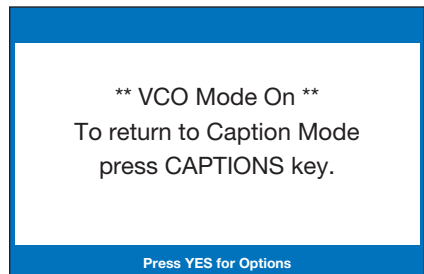 ** VCO Mode On **
To return to Caption Mode
press CAPTIONS key.
Press YES for Options